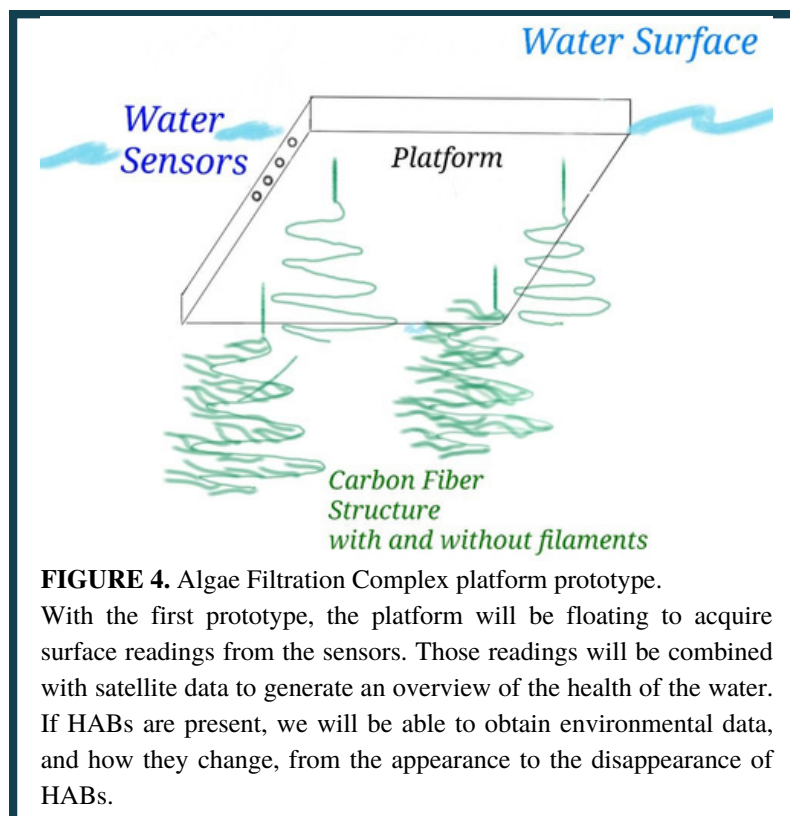 Water Surface
Water
Sensors
Platform
Carbon Fiber
Structure
with and without filaments
FIGURE 4. Algae Filtration Complex platform prototype.
With the first prototype, the platform will be floating to acquire
surface readings from the sensors. Those readings will be combined
with satellite data to generate an overview of the health of the water.
If HABs are present, we will be able to obtain environmental data,
and how they change, from the appearance to the disappearance of
HABs.